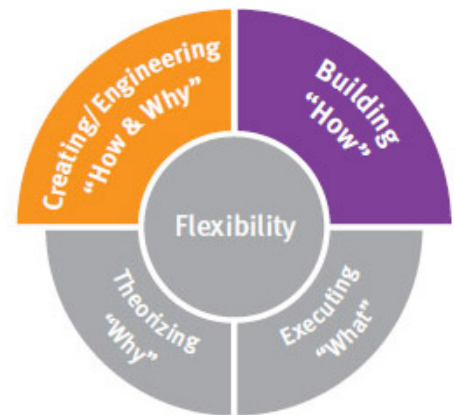 Creating/Engineering
“How & Why”
Building
“How”
Flexibility
Theorizing
“Why”
Executing
“What”